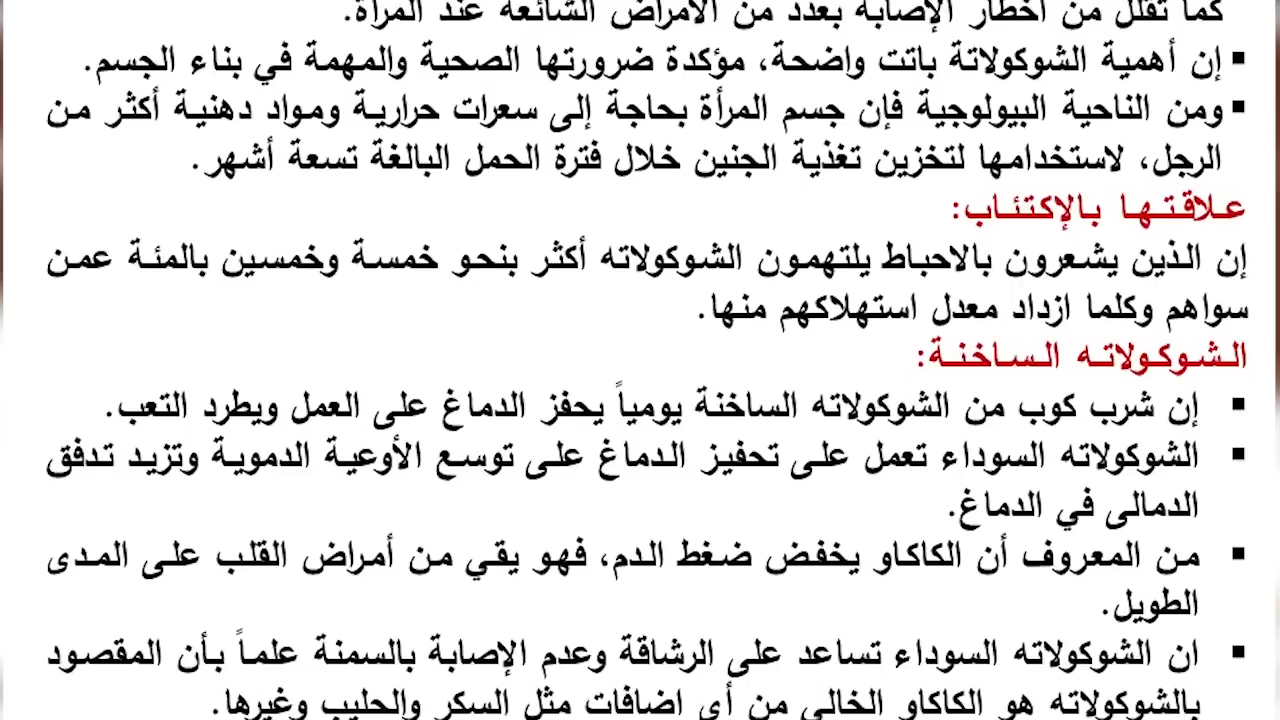 كما تقلل من أخطار الإصابة بعدد من الأمراض الشائعة عند المرأة.
▪ إن أهمية الشوكولاتة باتت واضحة، مؤكدة ضرورتها الصحية والمهمة في بناء الجسم.
▪ ومن الناحية البيولوجية فإن جسم المرأة بحاجة إلى سعرات حرارية ومواد دهنية أكثر من
الرجل، لاستخدامها لتخزين تغذية الجنين خلال فترة الحمل البالغة تسعة أشهر.
علاقتها بالإكتئاب:
إن الذين يشعرون بالاحباط يلتهمون الشوكولاته أكثر بنحو خمسة وخمسين بالمئة عمن
سواهم وكلما ازداد معدل استهلاكهم منها.
الشوكولاته الساخنة:
▪ إن شرب كوب من الشوكولاته الساخنة يومياً يحفز الدماغ على العمل ويطرد التعب.
▪ الشوكولاته السوداء تعمل على تحفيز الدماغ على توسع الأوعية الدموية وتزيد تدفق
الدمالى في الدماغ.
▪ من المعروف أن الكاكاو يخفض ضغط الدم، فهو يقي من أمراض القلب على المدى
الطويل.
▪ ان الشوكولاته السوداء تساعد على الرشاقة وعدم الإصابة بالسمنة علماً بأن المقصود
بالشوكولاته هو الكاكاو الخالي من أي اضافات مثل السكر والحليب وغيرها.